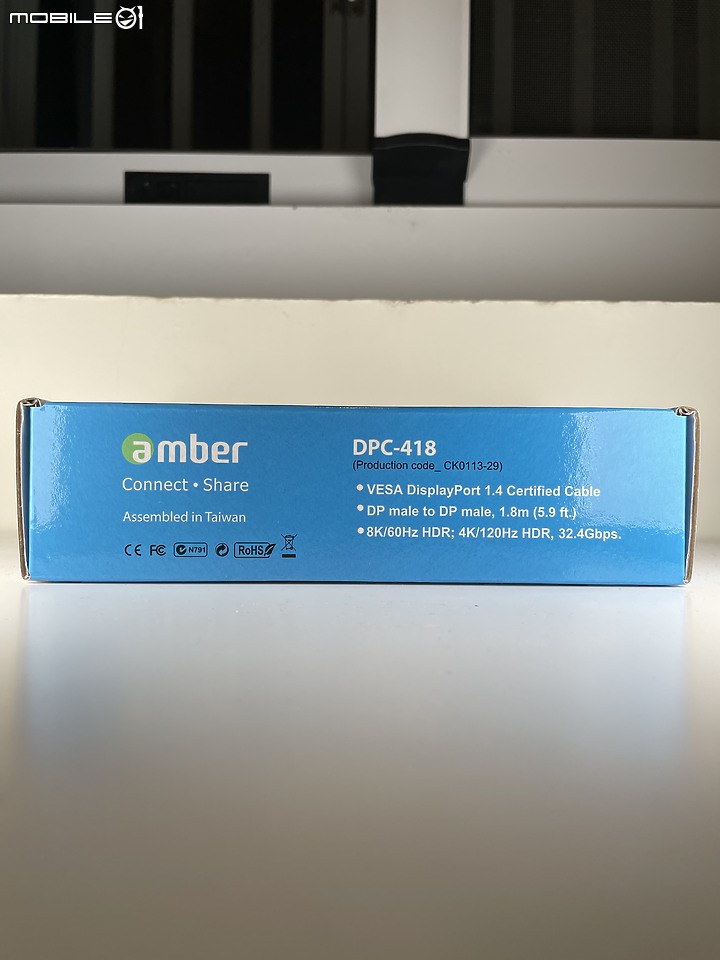 MOBILE01
amber
Connect • Share
Assembled in Taiwan
CE FC N791 RoHS
DPC-418
(Production code_ CK0113-29)
• VESA DisplayPort 1.4 Certified Cable
• DP male to DP male, 1.8m (5.9 ft.)
• 8K/60Hz HDR; 4K/120Hz HDR, 32.4Gbps.